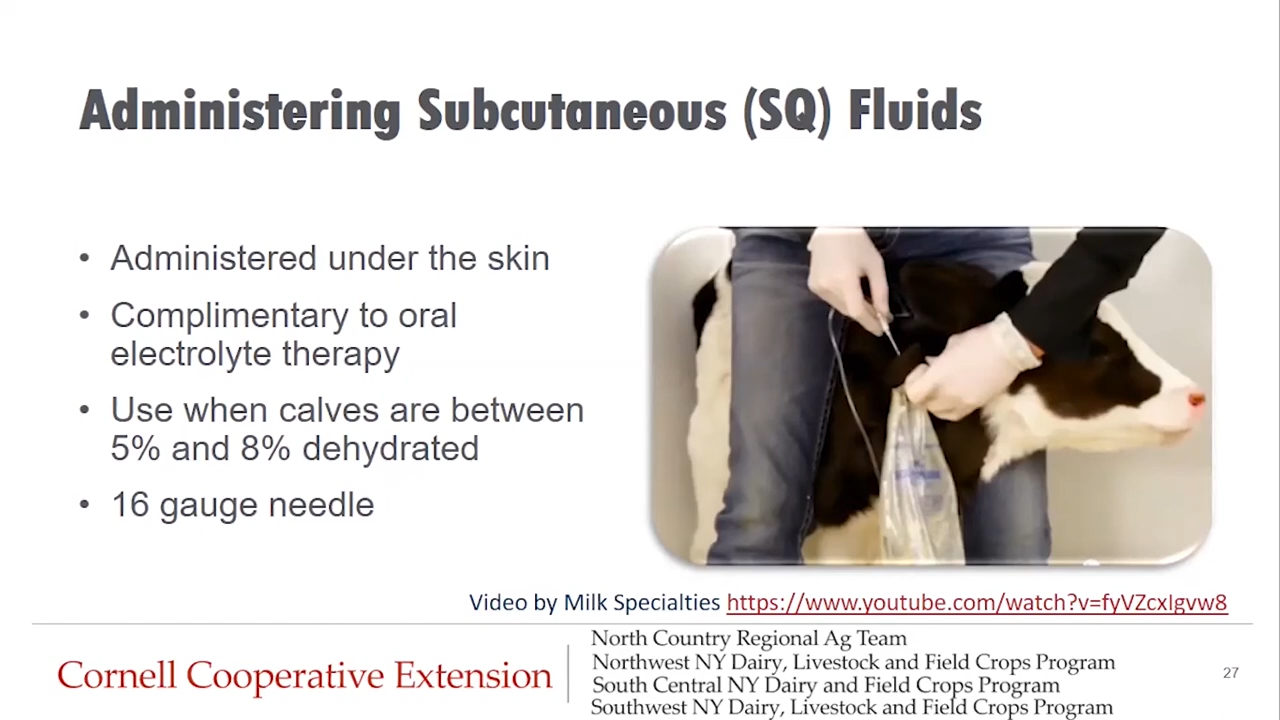 Administering Subcutaneous (SQ) Fluids
• Administered under the skin
• Complimentary to oral
electrolyte therapy
• Use when calves are between
5% and 8% dehydrated
• 16 gauge needle
Video by Milk Specialties https://www.youtube.com/watch?v=fyVZcxIgvw8
Cornell Cooperative Extension
North Country Regional Ag Team
Northwest NY Dairy, Livestock and Field Crops Program
South Central NY Dairy and Field Crops Program
Southwest NY Dairy, Livestock and Field Crops Program
27